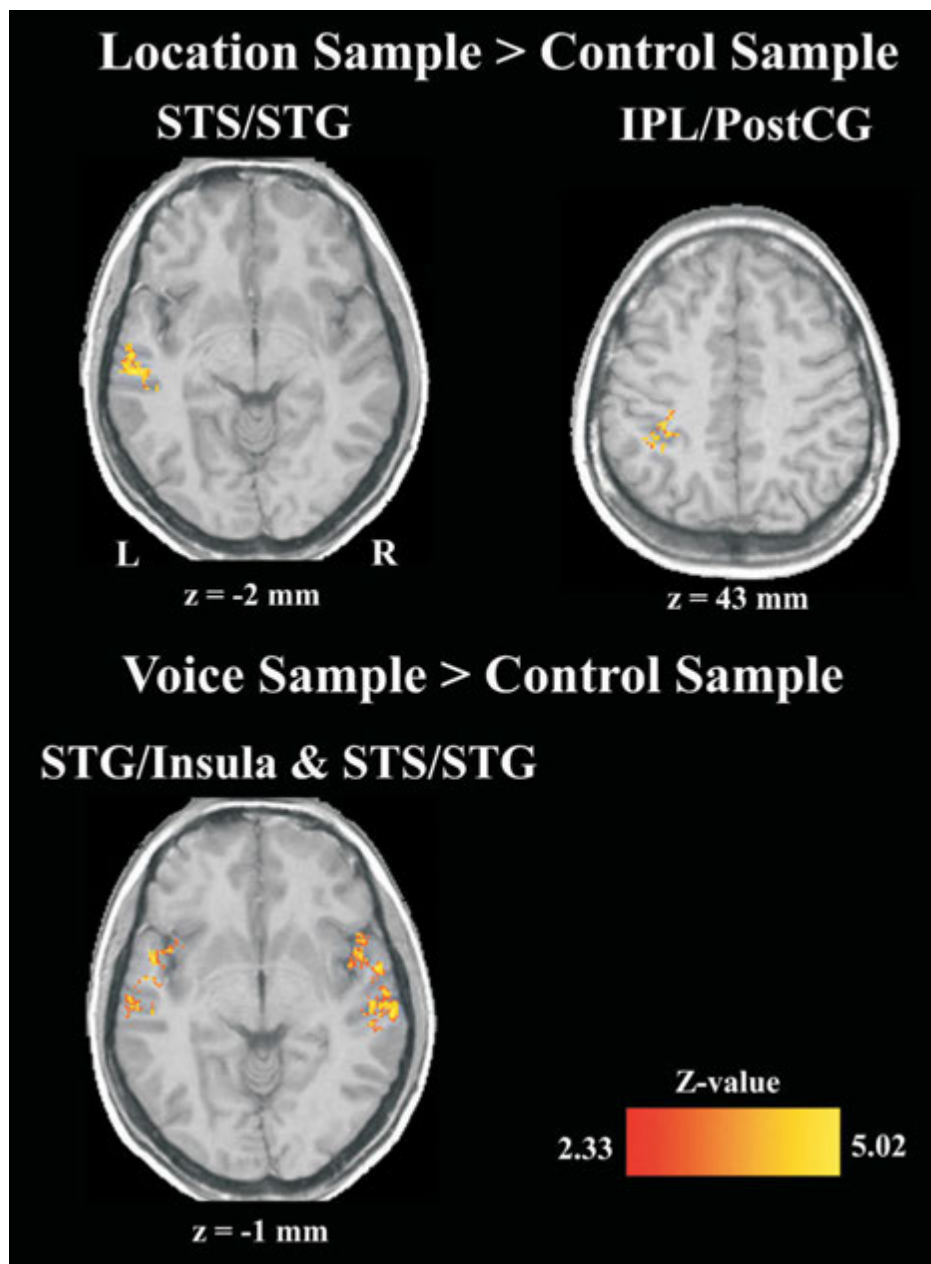 Location Sample > Control Sample
STS/STG
IPL/PostCG
L
R
z = -2 mm
z = 43 mm
Voice Sample > Control Sample
STG/Insula & STS/STG
z = -1 mm
Z-value
2.33
5.02